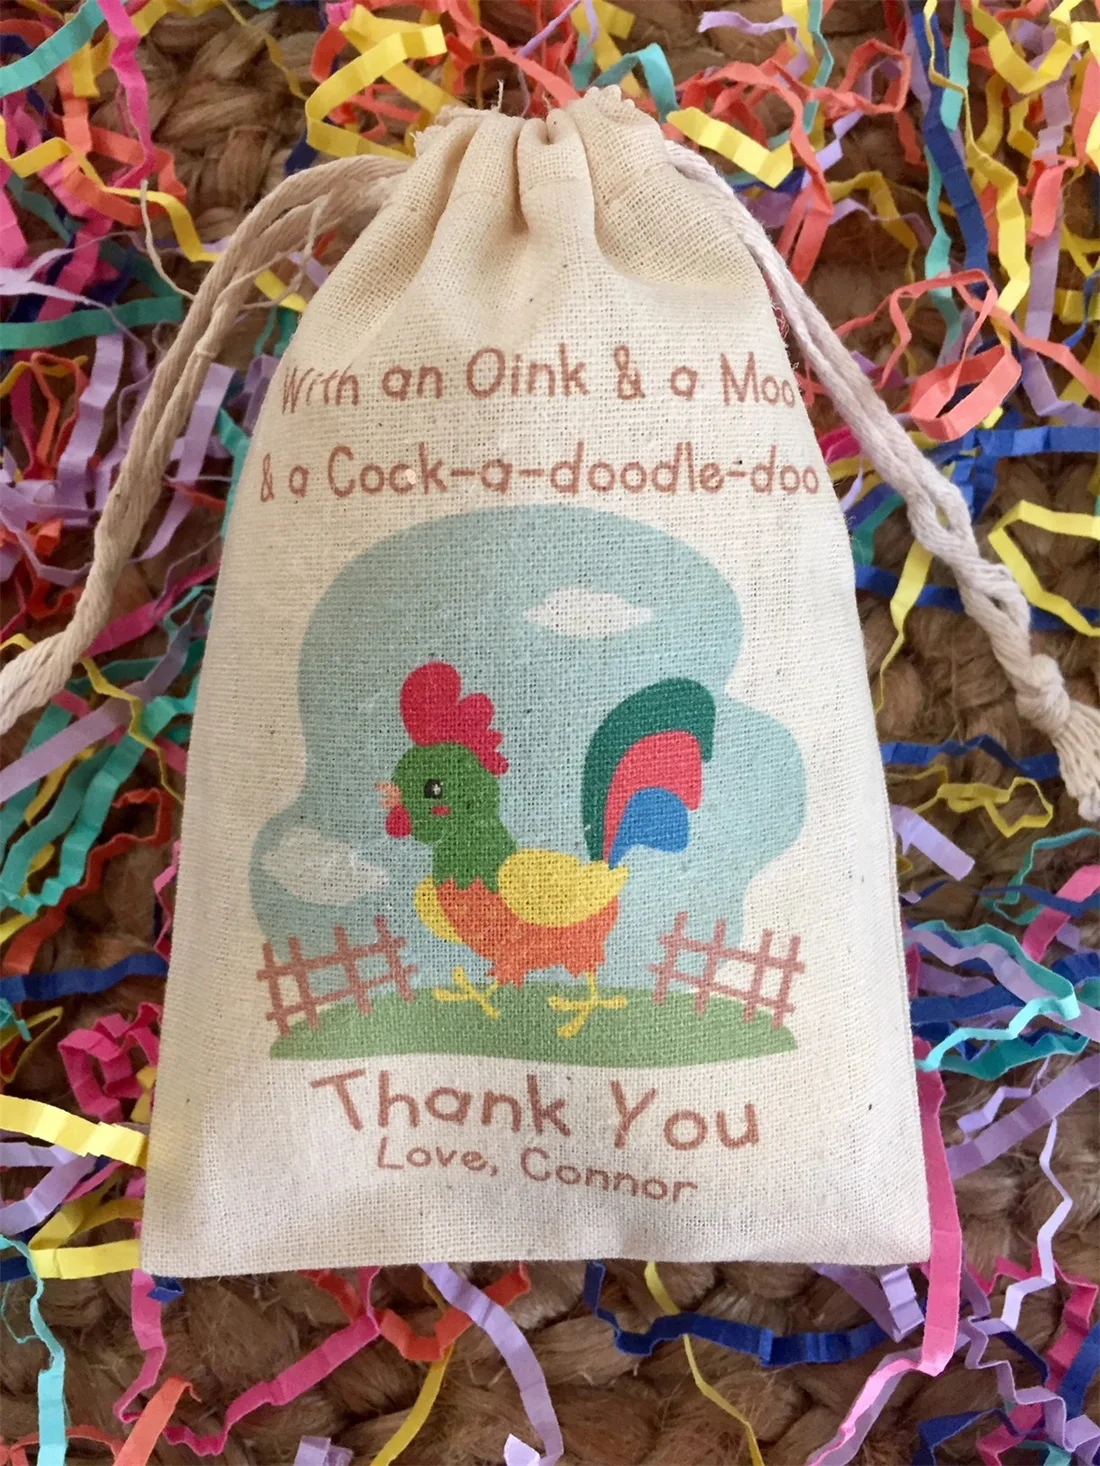 With an Oink & a Moo
& a Cock-a-doodle-doo
Thank You
Love, Connor